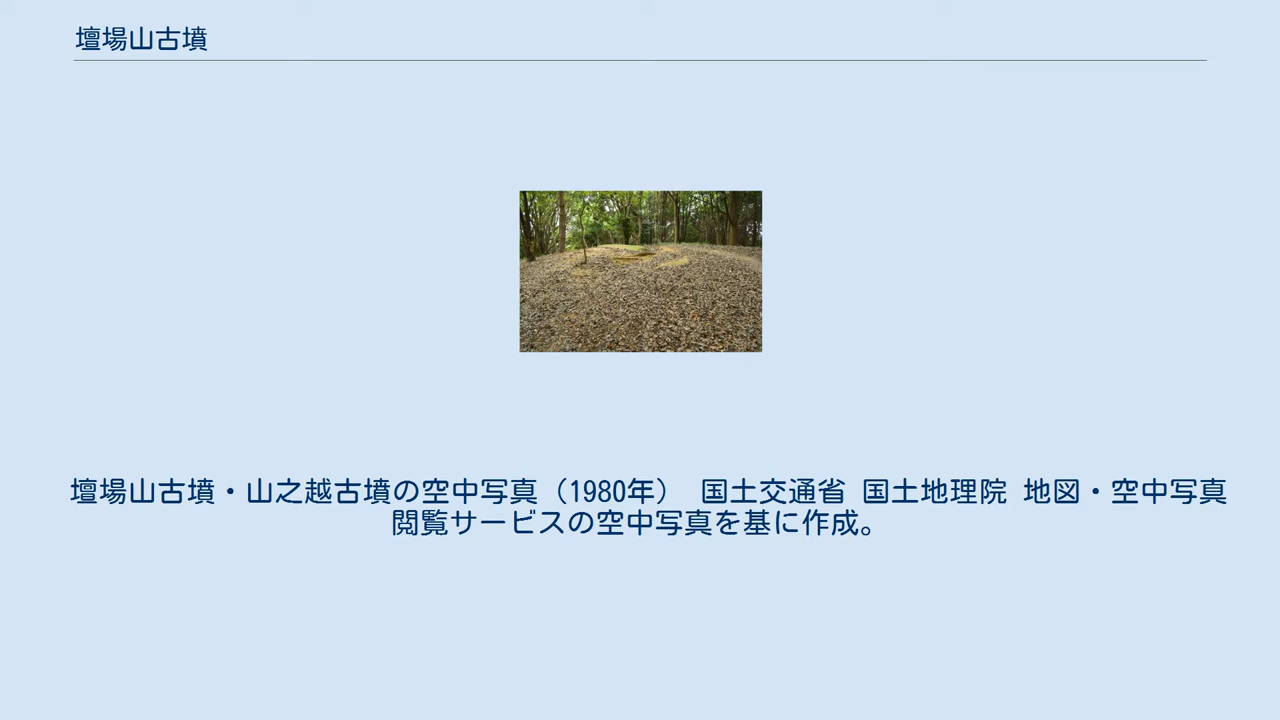 壇場山古墳
壇場山古墳・山之越古墳の空中写真（1980年） 国土交通省 国土地理院 地図・空中写真
閲覧サービスの空中写真を基に作成。